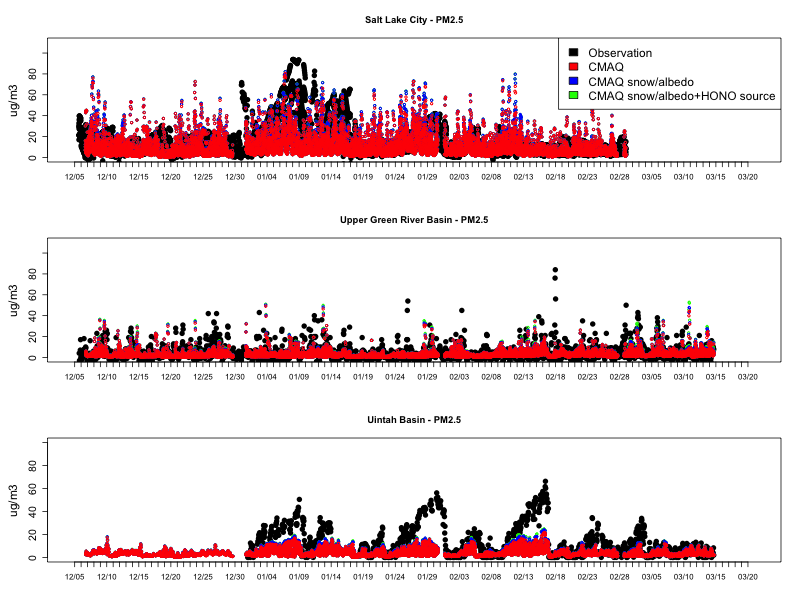 Salt Lake City - PM2.5
Observation
CMAQ
CMAQ snow/albedo
CMAQ snow/albedo+HONO source
ug/m3
0 20 40 60 80
12/05 12/10 12/15 12/20 12/25 12/30 01/04 01/09 01/14 01/19 01/24 01/29 02/03 02/08 02/13 02/18 02/23 02/28 03/05 03/10 03/15 03/20
Upper Green River Basin - PM2.5
ug/m3
0 20 40 60 80
12/05 12/10 12/15 12/20 12/25 12/30 01/04 01/09 01/14 01/19 01/24 01/29 02/03 02/08 02/13 02/18 02/23 02/28 03/05 03/10 03/15 03/20
Uintah Basin - PM2.5
ug/m3
0 20 40 60 80
12/05 12/10 12/15 12/20 12/25 12/30 01/04 01/09 01/14 01/19 01/24 01/29 02/03 02/08 02/13 02/18 02/23 02/28 03/05 03/10 03/15 03/20